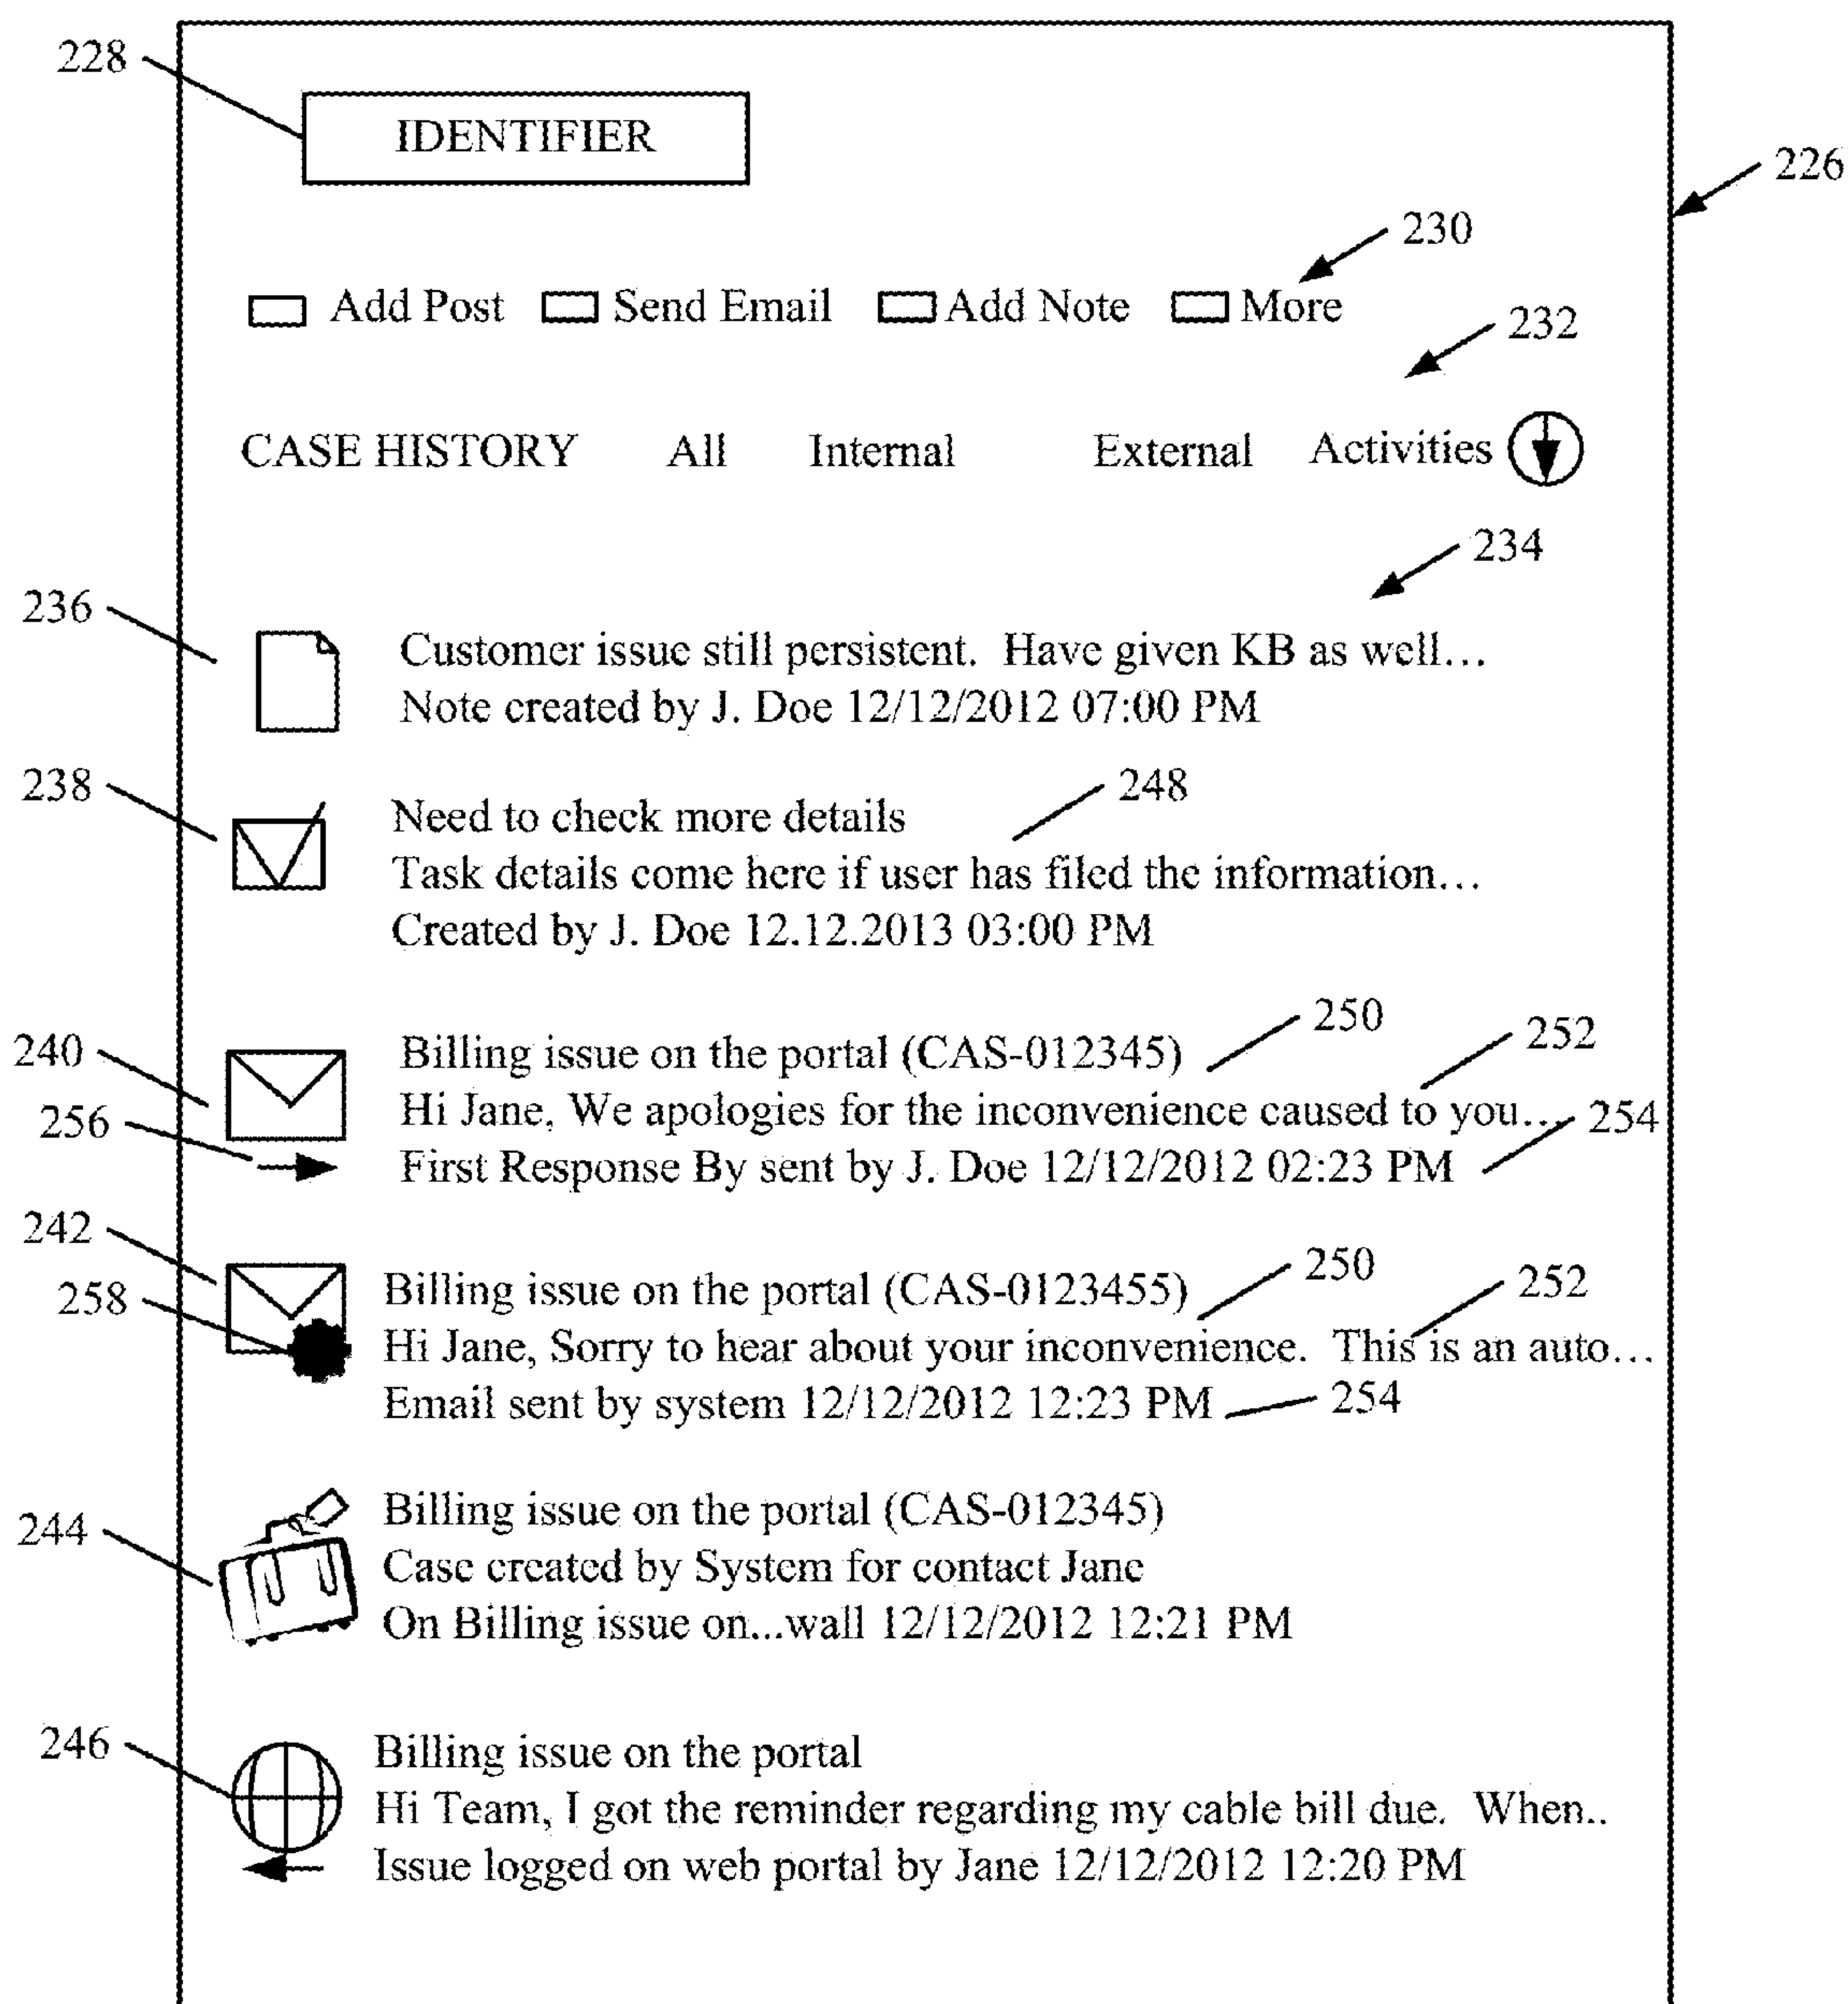 228
IDENTIFIER
226
230
Add Post Send Email Add Note More
232
CASE HISTORY All Internal External Activities
234
236
Customer issue still persistent. Have given KB as well...
Note created by J. Doe 12/12/2012 07:00 PM
238
248
Need to check more details
Task details come here if user has filed the information...
Created by J. Doe 12.12.2013 03:00 PM
250
252
240
Billing issue on the portal (CAS-012345)
256
Hi Jane, We apologies for the inconvenience caused to you...
254
First Response By sent by J. Doe 12/12/2012 02:23 PM
242
250
252
258
Billing issue on the portal (CAS-0123455)
Hi Jane, Sorry to hear about your inconvenience. This is an auto...
Email sent by system 12/12/2012 12:23 PM
254
244
Billing issue on the portal (CAS-012345)
Case created by System for contact Jane
On Billing issue on...wall 12/12/2012 12:21 PM
246
Billing issue on the portal
Hi Team, I got the reminder regarding my cable bill due. When..
Issue logged on web portal by Jane 12/12/2012 12:20 PM